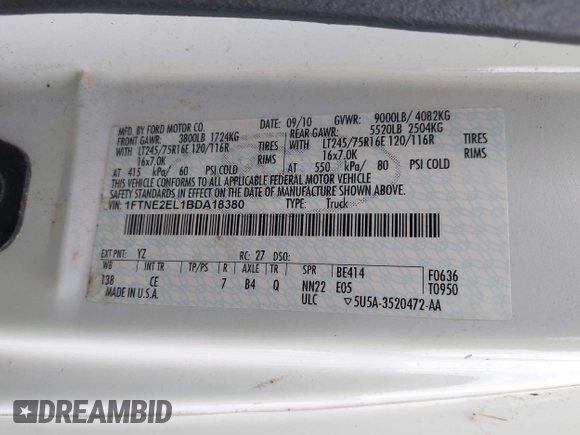 MFD. BY FORD MOTOR CO.
DATE: 09/10 GVWR: 9000LB/ 4082KG
FRONT GAWR: 3800LB 1724KG
REAR GAWR: 5520LB 2504KG
WITH LT245/75R16E 120/116R TIRES
WITH LT245/75R16E 120/116R TIRES
16x7.0K RIMS
16x7.0K RIMS
AT 415 kPa/ 60 PSI COLD
AT 550 kPa/ 80 PSI COLD
THIS VEHICLE CONFORMS TO ALL APPLICABLE FEDERAL MOTOR VEHICLE
SAFETY STANDARDS IN EFFECT ON THE DATE OF MANUFACTURE SHOWN ABOVE.
VIN: 1FTNE2EL1BDA18380 TYPE: Truck
EXT PNT: YZ RC: 27 DSO:
WB INT TR TP/PS R AXLE TR SPR BE414 F0636
138 CE 7 B4 Q NN22 E05 T0950
MADE IN U.S.A. ULC ▽5U5A-3520472-AA
DREAMBID